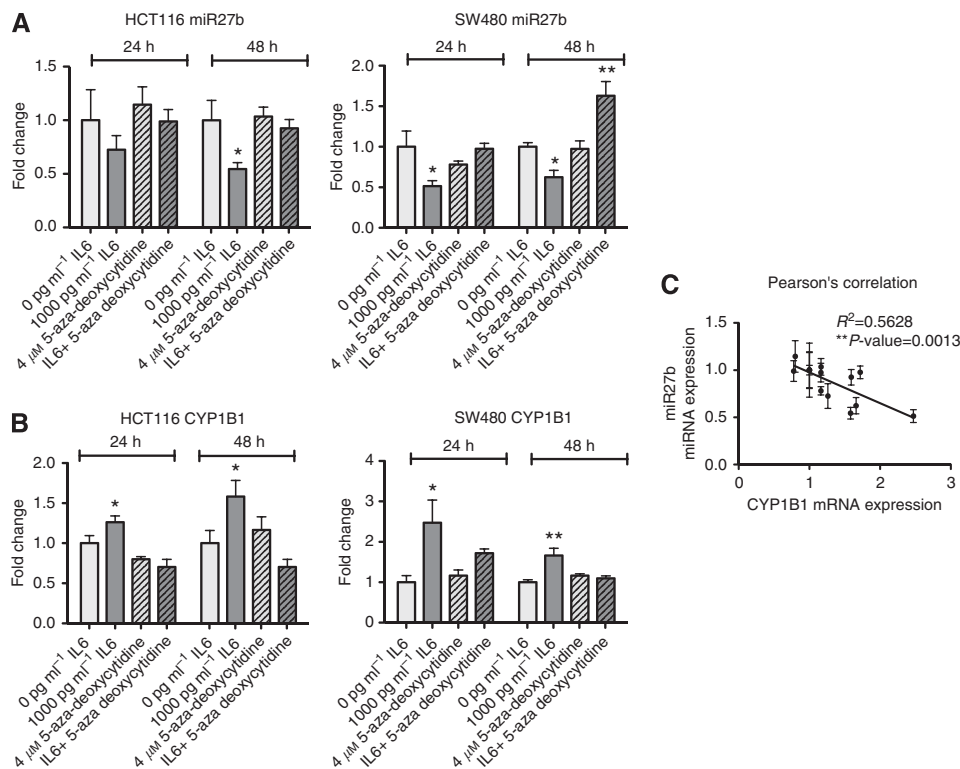 A
HCT116 miR27b
24 h
48 h
Fold change
1.5
1.0
0.5
0.0
*
0 pg ml⁻¹ IL6
1000 pg ml⁻¹ IL6
4 μM 5-aza-deoxycytidine
IL6+ 5-aza deoxycytidine
0 pg ml⁻¹ IL6
1000 pg ml⁻¹ IL6
4 μM 5-aza-deoxycytidine
IL6+ 5-aza deoxycytidine
SW480 miR27b
24 h
48 h
Fold change
2.0
1.5
1.0
0.5
0.0
*
*
**
0 pg ml⁻¹ IL6
1000 pg ml⁻¹ IL6
4 μM 5-aza-deoxycytidine
IL6+ 5-aza deoxycytidine
0 pg ml⁻¹ IL6
1000 pg ml⁻¹ IL6
4 μM 5-aza-deoxycytidine
IL6+ 5-aza deoxycytidine
B
HCT116 CYP1B1
24 h
48 h
Fold change
2.0
1.5
1.0
0.5
0.0
*
*
0 pg ml⁻¹ IL6
1000 pg ml⁻¹ IL6
4 μM 5-aza-deoxycytidine
IL6+ 5-aza deoxycytidine
0 pg ml⁻¹ IL6
1000 pg ml⁻¹ IL6
4 μM 5-aza-deoxycytidine
IL6+ 5-aza deoxycytidine
SW480 CYP1B1
24 h
48 h
Fold change
4
3
2
1
0
*
**
0 pg ml⁻¹ IL6
1000 pg ml⁻¹ IL6
4 μM 5-aza-deoxycytidine
IL6+ 5-aza deoxycytidine
0 pg ml⁻¹ IL6
1000 pg ml⁻¹ IL6
4 μM 5-aza-deoxycytidine
IL6+ 5-aza deoxycytidine
C
Pearson's correlation
R²=0.5628
**P-value=0.0013
miR27b
miRNA expression
1.5
1.0
0.5
0.0
0
1
2
3
CYP1B1 mRNA expression